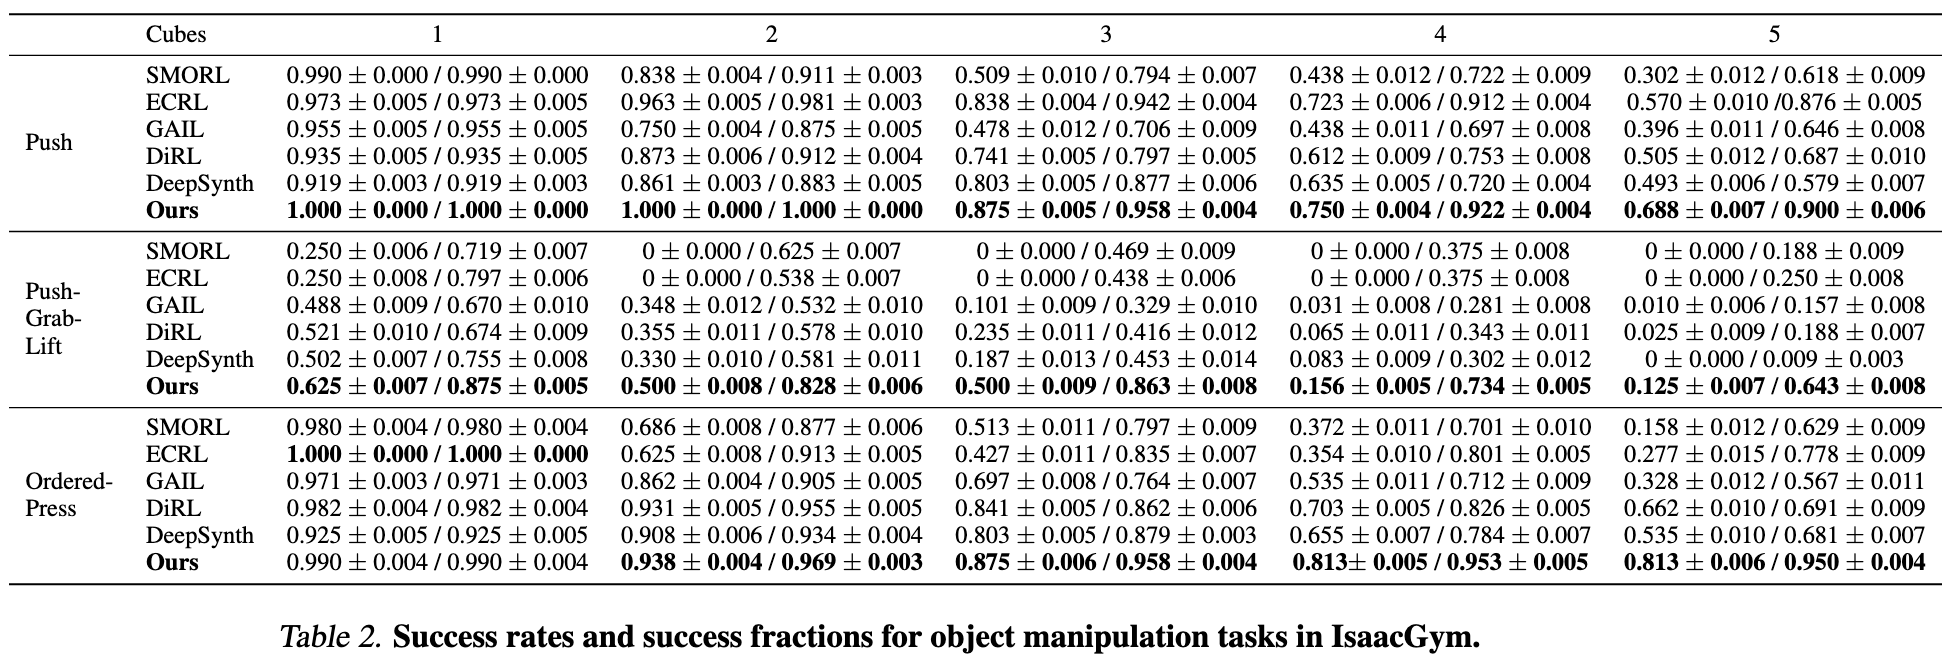 Cubes 1 2 3 4 5
SMORL 0.990 ± 0.000 / 0.990 ± 0.000 0.838 ± 0.004 / 0.911 ± 0.003 0.509 ± 0.010 / 0.794 ± 0.007 0.438 ± 0.012 / 0.722 ± 0.009 0.302 ± 0.012 / 0.618 ± 0.009
ECRL 0.973 ± 0.005 / 0.973 ± 0.005 0.963 ± 0.005 / 0.981 ± 0.003 0.838 ± 0.004 / 0.942 ± 0.004 0.723 ± 0.006 / 0.912 ± 0.004 0.570 ± 0.010 /0.876 ± 0.005
GAIL 0.955 ± 0.005 / 0.955 ± 0.005 0.750 ± 0.004 / 0.875 ± 0.005 0.478 ± 0.012 / 0.706 ± 0.009 0.438 ± 0.011 / 0.697 ± 0.008 0.396 ± 0.011 / 0.646 ± 0.008
Push
DiRL 0.935 ± 0.005 / 0.935 ± 0.005 0.873 ± 0.006 / 0.912 ± 0.004 0.741 ± 0.005 / 0.797 ± 0.005 0.612 ± 0.009 / 0.753 ± 0.008 0.505 ± 0.012 / 0.687 ± 0.010
DeepSynth 0.919 ± 0.003 / 0.919 ± 0.003 0.861 ± 0.003 / 0.883 ± 0.005 0.803 ± 0.005 / 0.877 ± 0.006 0.635 ± 0.005 / 0.720 ± 0.004 0.493 ± 0.006 / 0.579 ± 0.007
Ours 1.000 ± 0.000 / 1.000 ± 0.000 1.000 ± 0.000 / 1.000 ± 0.000 0.875 ± 0.005 / 0.958 ± 0.004 0.750 ± 0.004 / 0.922 ± 0.004 0.688 ± 0.007 / 0.900 ± 0.006
SMORL 0.250 ± 0.006 / 0.719 ± 0.007 0 ± 0.000 / 0.625 ± 0.007 0 ± 0.000 / 0.469 ± 0.009 0 ± 0.000 / 0.375 ± 0.008 0 ± 0.000 / 0.188 ± 0.009
ECRL 0.250 ± 0.008 / 0.797 ± 0.006 0 ± 0.000 / 0.538 ± 0.007 0 ± 0.000 / 0.438 ± 0.006 0 ± 0.000 / 0.375 ± 0.008 0 ± 0.000 / 0.250 ± 0.008
Push-
GAIL 0.488 ± 0.009 / 0.670 ± 0.010 0.348 ± 0.012 / 0.532 ± 0.010 0.101 ± 0.009 / 0.329 ± 0.010 0.031 ± 0.008 / 0.281 ± 0.008 0.010 ± 0.006 / 0.157 ± 0.008
Grab-
DiRL 0.521 ± 0.010 / 0.674 ± 0.009 0.355 ± 0.011 / 0.578 ± 0.010 0.235 ± 0.011 / 0.416 ± 0.012 0.065 ± 0.011 / 0.343 ± 0.011 0.025 ± 0.009 / 0.188 ± 0.007
Lift
DeepSynth 0.502 ± 0.007 / 0.755 ± 0.008 0.330 ± 0.010 / 0.581 ± 0.011 0.187 ± 0.013 / 0.453 ± 0.014 0.083 ± 0.009 / 0.302 ± 0.012 0 ± 0.000 / 0.009 ± 0.003
Ours 0.625 ± 0.007 / 0.875 ± 0.005 0.500 ± 0.008 / 0.828 ± 0.006 0.500 ± 0.009 / 0.863 ± 0.008 0.156 ± 0.005 / 0.734 ± 0.005 0.125 ± 0.007 / 0.643 ± 0.008
SMORL 0.980 ± 0.004 / 0.980 ± 0.004 0.686 ± 0.008 / 0.877 ± 0.006 0.513 ± 0.011 / 0.797 ± 0.009 0.372 ± 0.011 / 0.701 ± 0.010 0.158 ± 0.012 / 0.629 ± 0.009
ECRL 1.000 ± 0.000 / 1.000 ± 0.000 0.625 ± 0.008 / 0.913 ± 0.005 0.427 ± 0.011 / 0.835 ± 0.007 0.354 ± 0.010 / 0.801 ± 0.005 0.277 ± 0.015 / 0.778 ± 0.009
Ordered- GAIL 0.971 ± 0.003 / 0.971 ± 0.003 0.862 ± 0.004 / 0.905 ± 0.005 0.697 ± 0.008 / 0.764 ± 0.007 0.535 ± 0.011 / 0.712 ± 0.009 0.328 ± 0.012 / 0.567 ± 0.011
Press DiRL 0.982 ± 0.004 / 0.982 ± 0.004 0.931 ± 0.005 / 0.955 ± 0.005 0.841 ± 0.005 / 0.862 ± 0.006 0.703 ± 0.005 / 0.826 ± 0.005 0.662 ± 0.010 / 0.691 ± 0.009
DeepSynth 0.925 ± 0.005 / 0.925 ± 0.005 0.908 ± 0.006 / 0.934 ± 0.004 0.803 ± 0.005 / 0.879 ± 0.003 0.655 ± 0.007 / 0.784 ± 0.007 0.535 ± 0.010 / 0.681 ± 0.007
Ours 0.990 ± 0.004 / 0.990 ± 0.004 0.938 ± 0.004 / 0.969 ± 0.003 0.875 ± 0.006 / 0.958 ± 0.004 0.813± 0.005 / 0.953 ± 0.005 0.813 ± 0.006 / 0.950 ± 0.004
Table 2. Success rates and success fractions for object manipulation tasks in IsaacGym.